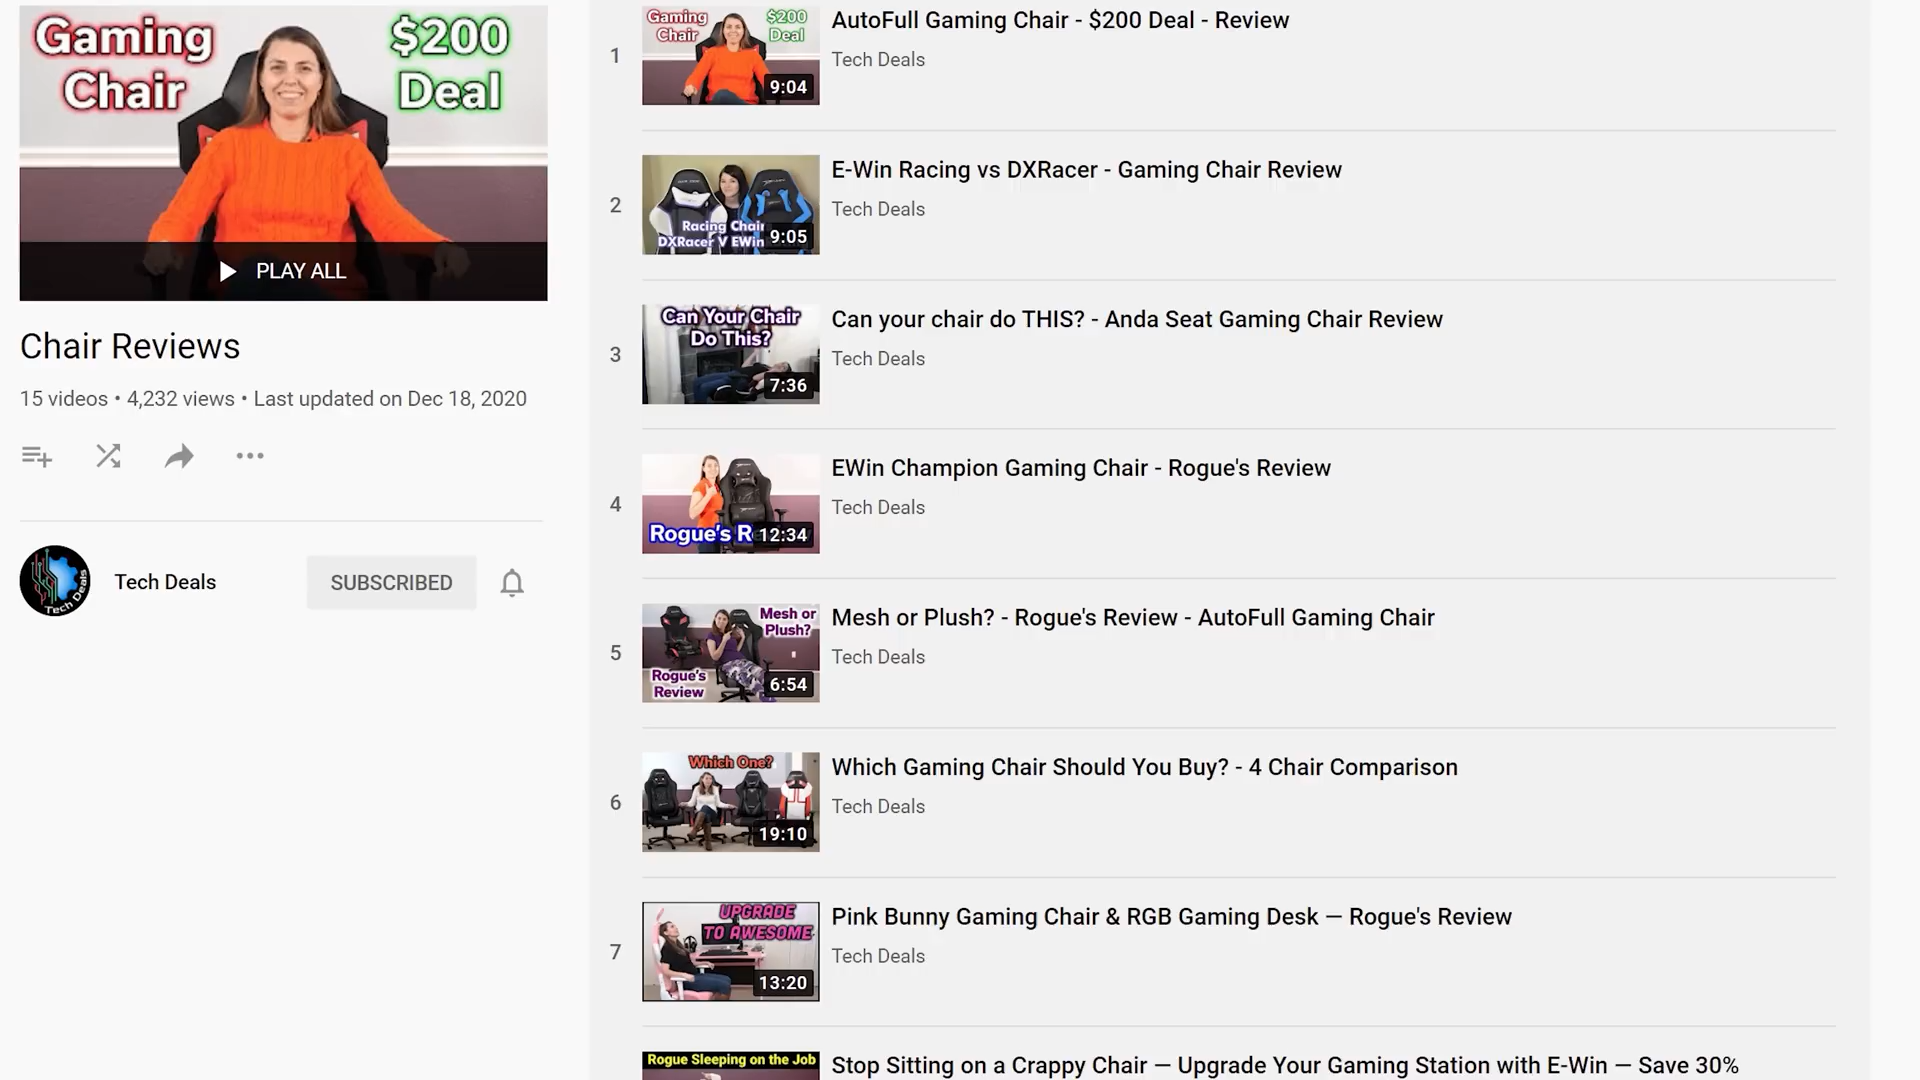 Gaming
Chair
$200
Deal
PLAY ALL
Chair Reviews
15 videos • 4,232 views • Last updated on Dec 18, 2020
Tech Deals
Tech Deals
SUBSCRIBED
1
Gaming
Chair
$200
Deal
9:04
AutoFull Gaming Chair - $200 Deal - Review
Tech Deals
2
Racing Chair
DXRacer V EWin
9:05
E-Win Racing vs DXRacer - Gaming Chair Review
Tech Deals
3
Can Your Chair
Do This?
7:36
Can your chair do THIS? - Anda Seat Gaming Chair Review
Tech Deals
4
Rogue's R
12:34
EWin Champion Gaming Chair - Rogue's Review
Tech Deals
5
Mesh or
Plush?
Rogue's
Review
6:54
Mesh or Plush? - Rogue's Review - AutoFull Gaming Chair
Tech Deals
6
Which One?
19:10
Which Gaming Chair Should You Buy? - 4 Chair Comparison
Tech Deals
7
UPGRADE
TO AWESOME
13:20
Pink Bunny Gaming Chair & RGB Gaming Desk — Rogue's Review
Tech Deals
Rogue Sleeping on the Job
Stop Sitting on a Crappy Chair — Upgrade Your Gaming Station with E-Win — Save 30%